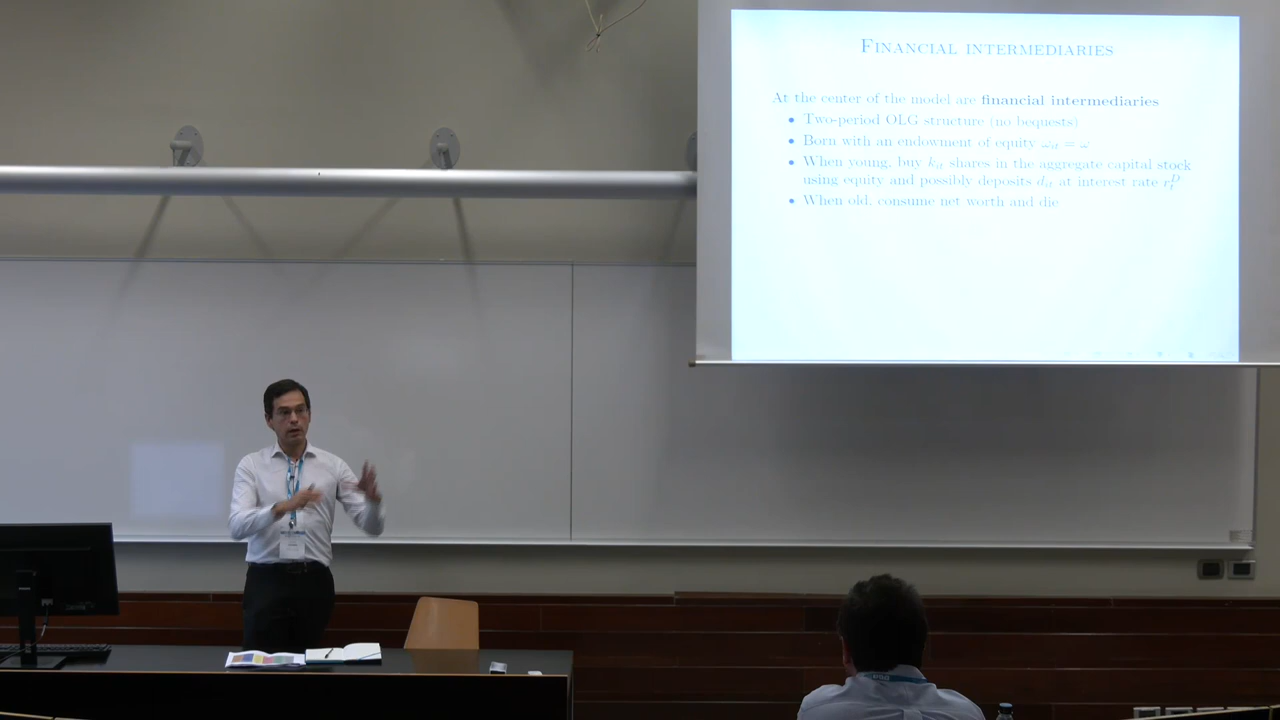 FINANCIAL INTERMEDIARIES
At the center of the model are financial intermediaries
• Two-period OLG structure (no bequests)
• Born with an endowment of equity ω_it = ω
• When young, buy k_it shares in the aggregate capital stock
using equity and possibly deposits d_it at interest rate r_t^D
• When old, consume net worth and die